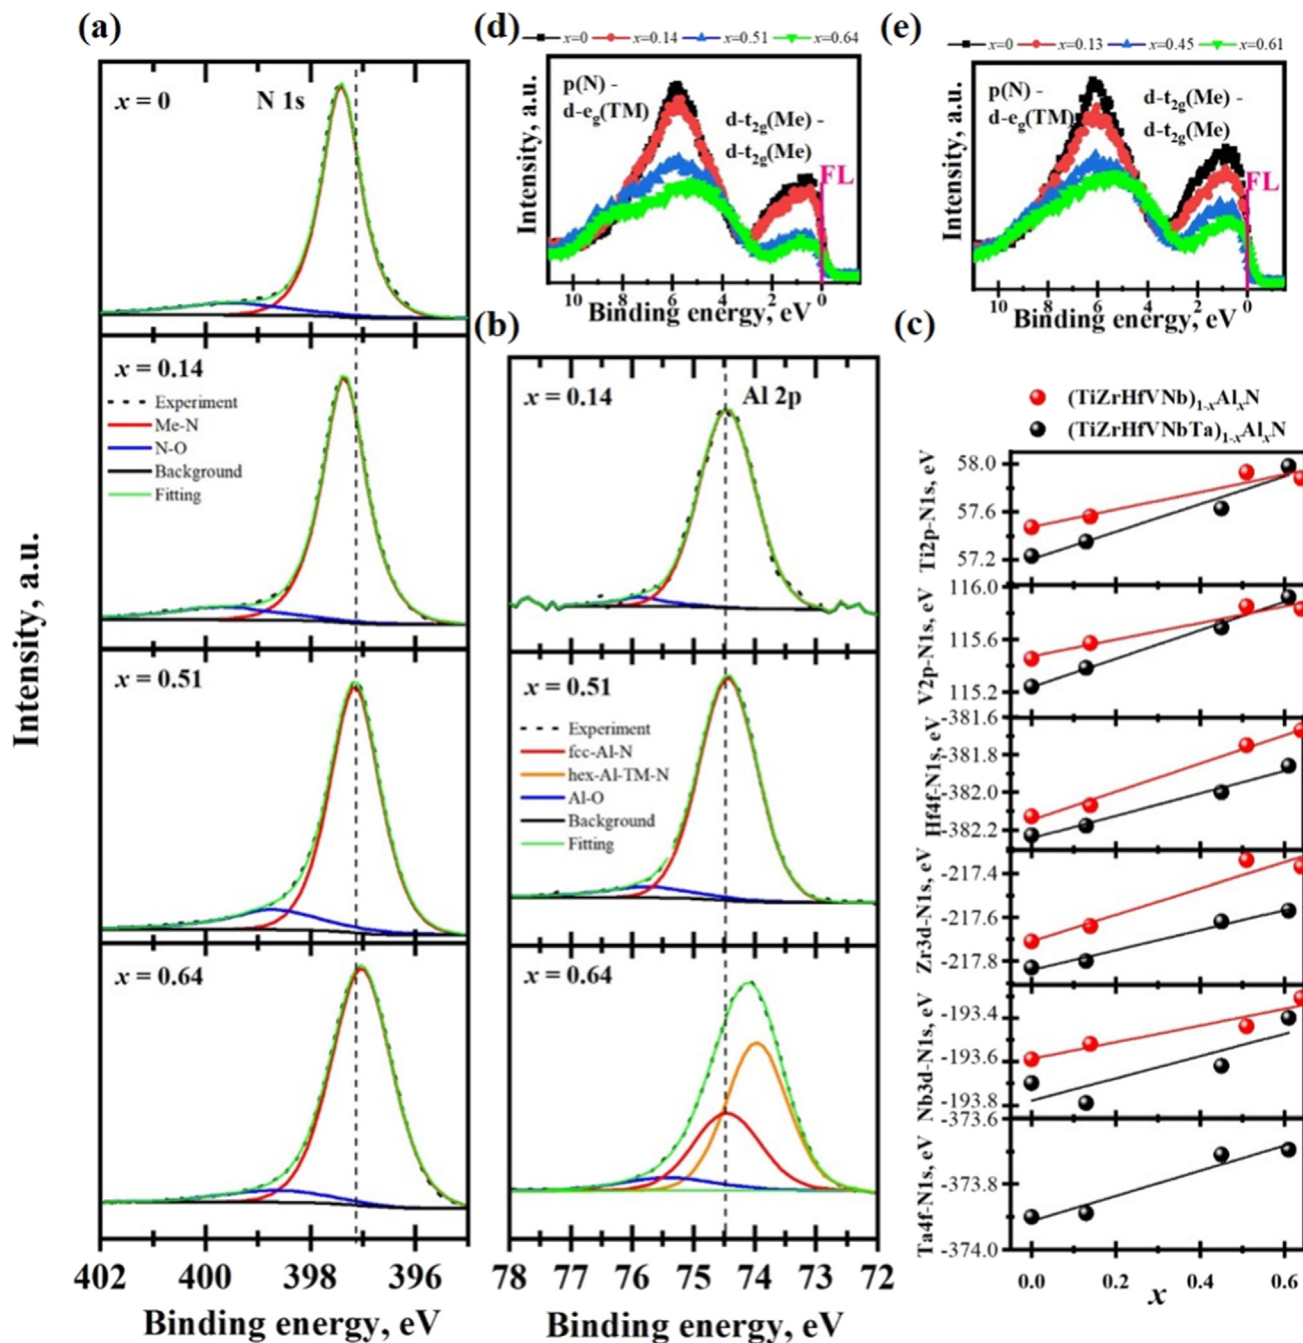 (a)
x = 0
N 1s
x = 0.14
Experiment
Me-N
N-O
Background
Fitting
x = 0.51
x = 0.64
402 400 398 396
Binding energy, eV
Intensity, a.u.
(d)
x=0 x=0.14 x=0.51 x=0.64
p(N) -
d-eg(TM)
d-t2g(Me) -
d-t2g(Me)
FL
Intensity, a.u.
10 8 6 4 2 0
Binding energy, eV
(e)
x=0 x=0.13 x=0.45 x=0.61
p(N) -
d-eg(TM)
d-t2g(Me) -
d-t2g(Me)
FL
Intensity, a.u.
10 8 6 4 2 0
Binding energy, eV
(b)
x = 0.14
Al 2p
x = 0.51
Experiment
fcc-Al-N
hex-Al-TM-N
Al-O
Background
Fitting
x = 0.64
78 77 76 75 74 73 72
Binding energy, eV
(c)
(TiZrHfVNb)1-xAlxN
(TiZrHfVNbTa)1-xAlxN
Ti2p-N1s, eV
58.0
57.6
57.2
V2p-N1s, eV
116.0
115.6
115.2
Hf4f-N1s, eV
-381.6
-381.8
-382.0
-382.2
Zr3d-N1s, eV
-217.4
-217.6
-217.8
Nb3d-N1s, eV
-193.4
-193.6
-193.8
Ta4f-N1s, eV
-373.6
-373.8
-374.0
0.0 0.2 0.4 0.6
x